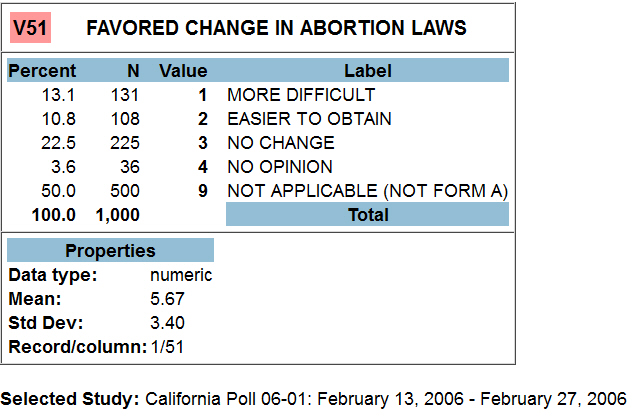 V51 FAVORED CHANGE IN ABORTION LAWS
Percent N Value Label
13.1 131 1 MORE DIFFICULT
10.8 108 2 EASIER TO OBTAIN
22.5 225 3 NO CHANGE
3.6 36 4 NO OPINION
50.0 500 9 NOT APPLICABLE (NOT FORM A)
100.0 1,000 Total
Properties
Data type: numeric
Mean: 5.67
Std Dev: 3.40
Record/column: 1/51
Selected Study: California Poll 06-01: February 13, 2006 - February 27, 2006